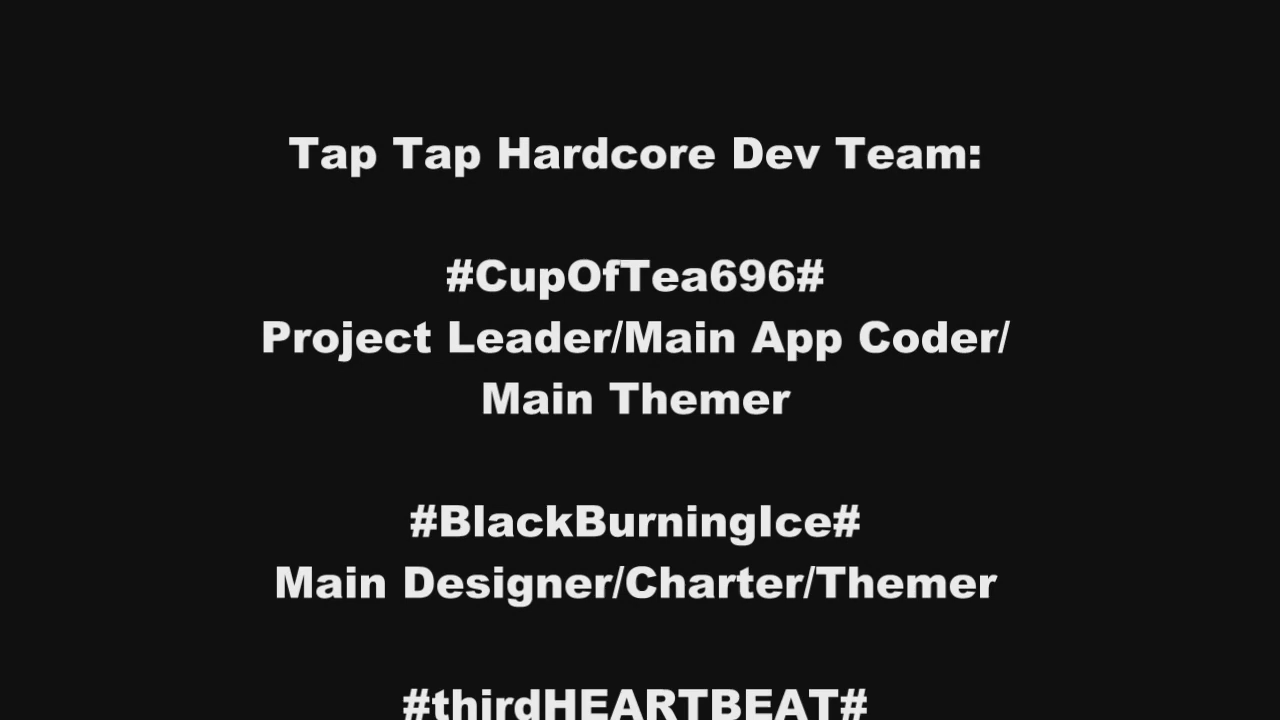 Tap Tap Hardcore Dev Team:
#CupOfTea696#
Project Leader/Main App Coder/
Main Themer
#BlackBurningIce#
Main Designer/Charter/Themer
#thirdHEARTBEAT#